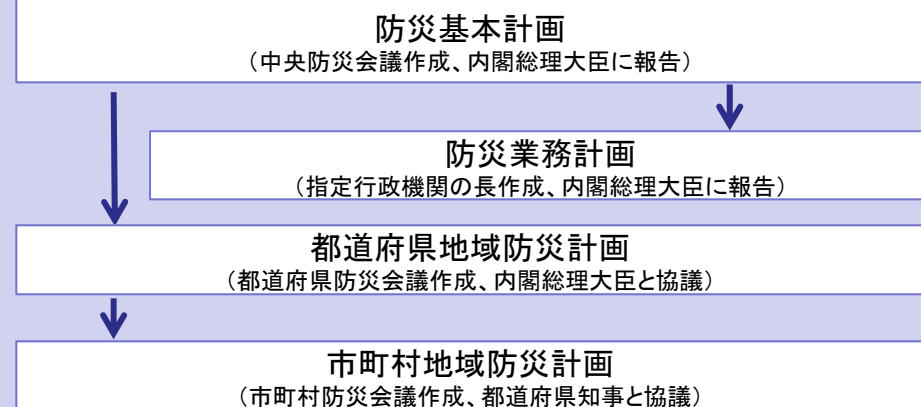 防災基本計画
（中央防災会議作成、内閣総理大臣に報告）
防災業務計画
（指定行政機関の長作成、内閣総理大臣に報告）
都道府県地域防災計画
（都道府県防災会議作成、内閣総理大臣と協議）
市町村地域防災計画
（市町村防災会議作成、都道府県知事と協議）